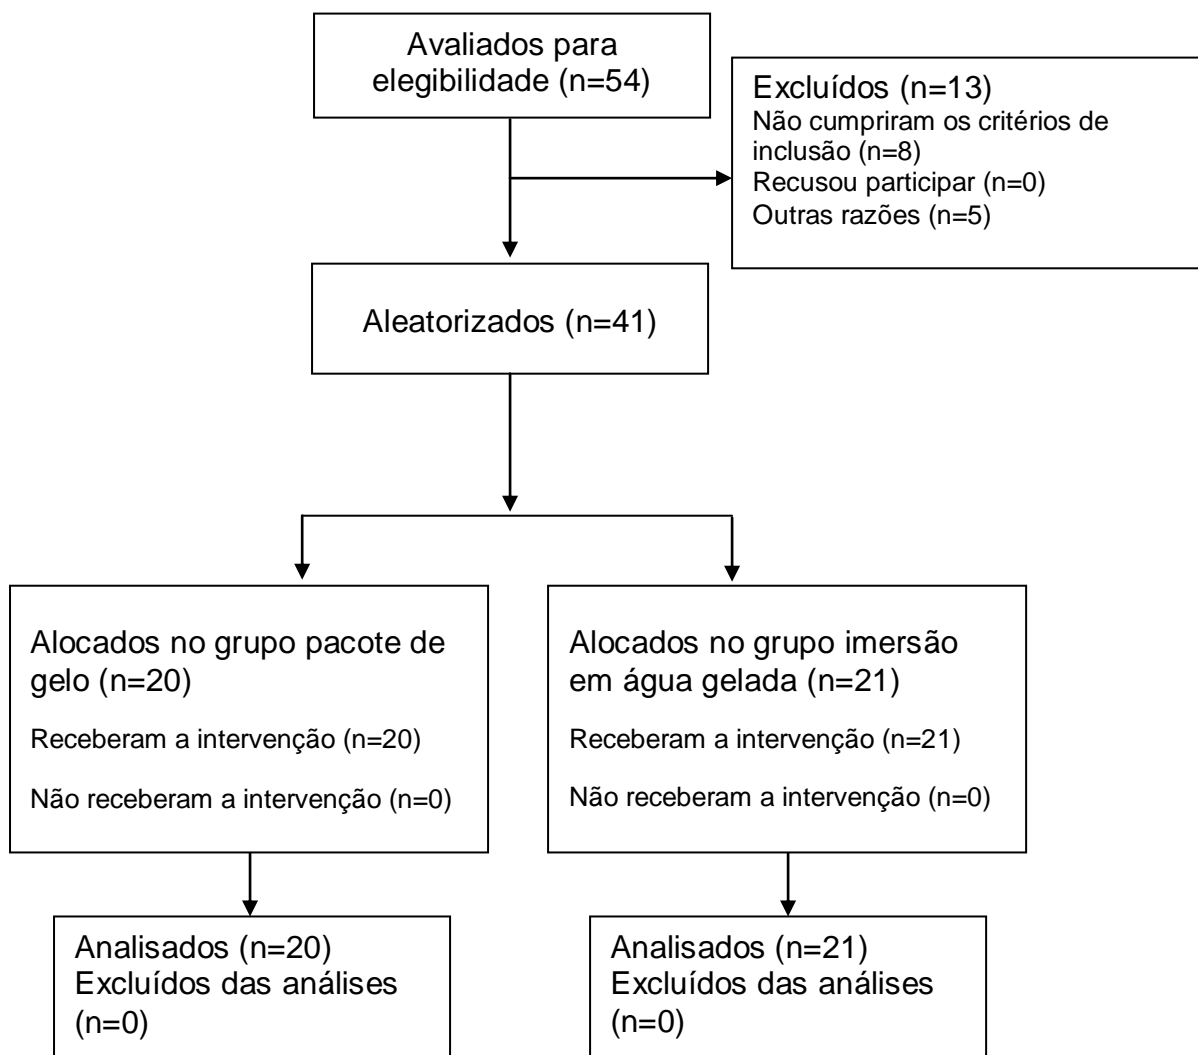 Avaliados para
elegibilidade (n=54)
Excluídos (n=13)
Não cumpriram os critérios de
inclusão (n=8)
Recusou participar (n=0)
Outras razões (n=5)
Aleatorizados (n=41)
Alocados no grupo pacote de
gelo (n=20)
Receberam a intervenção (n=20)
Não receberam a intervenção (n=0)
Alocados no grupo imersão
em água gelada (n=21)
Receberam a intervenção (n=21)
Não receberam a intervenção (n=0)
Analisados (n=20)
Excluídos das análises
(n=0)
Analisados (n=21)
Excluídos das análises
(n=0)